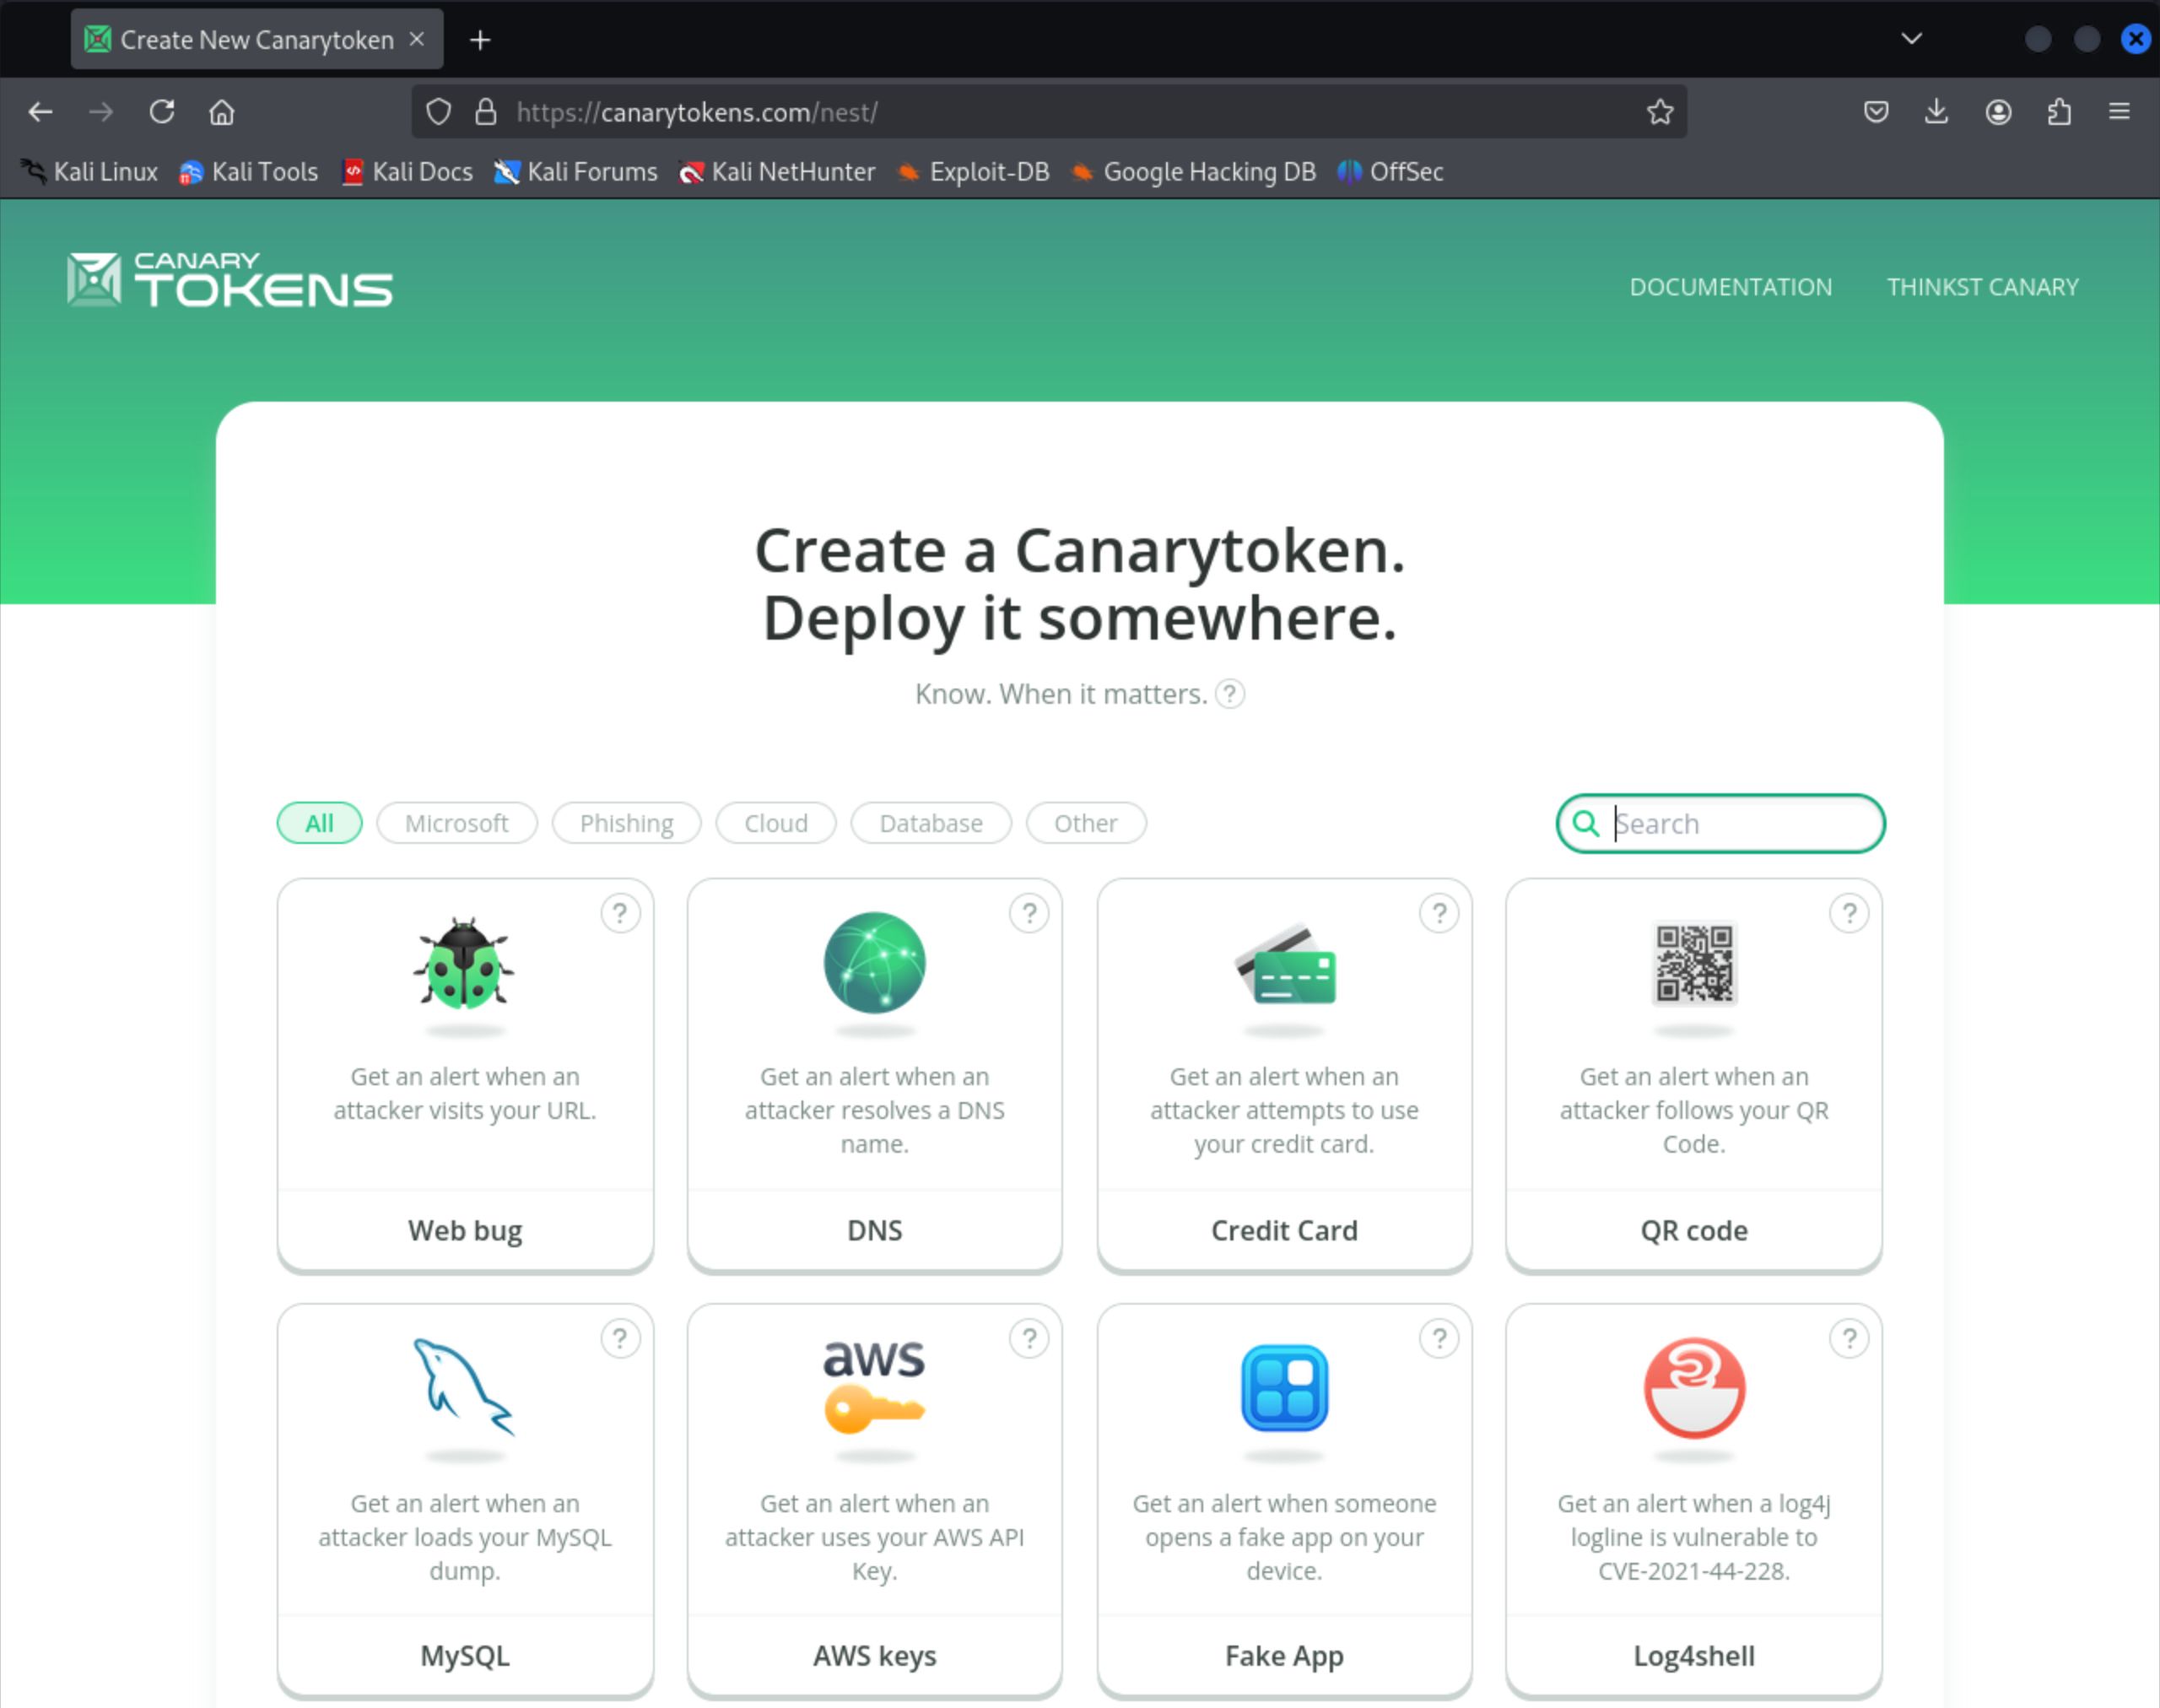 Create New Canarytoken
https://canarytokens.com/nest/
Kali Linux Kali Tools Kali Docs Kali Forums Kali NetHunter Exploit-DB Google Hacking DB OffSec
CANARY
TOKENS
DOCUMENTATION THINKST CANARY
Create a Canarytoken.
Deploy it somewhere.
Know. When it matters. ?
All Microsoft Phishing Cloud Database Other Search
?
Get an alert when an
attacker visits your URL.
Web bug
?
Get an alert when an
attacker resolves a DNS
name.
DNS
?
Get an alert when an
attacker attempts to use
your credit card.
Credit Card
?
Get an alert when an
attacker follows your QR
Code.
QR code
?
Get an alert when an
attacker loads your MySQL
dump.
MySQL
?
aws
Get an alert when an
attacker uses your AWS API
Key.
AWS keys
?
Get an alert when someone
opens a fake app on your
device.
Fake App
?
Get an alert when a log4j
logline is vulnerable to
CVE-2021-44-228.
Log4shell